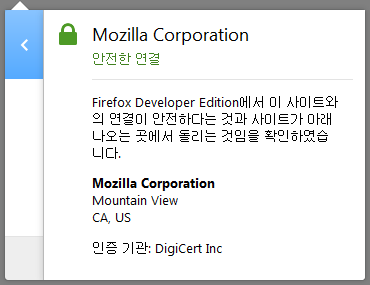 Mozilla Corporation
안전한 연결
Firefox Developer Edition에서 이 사이트와
의 연결이 안전하다는 것과 사이트가 아래
나오는 곳에서 돌리는 것임을 확인하였습
니다.
Mozilla Corporation
Mountain View
CA, US
인증 기관: DigiCert Inc